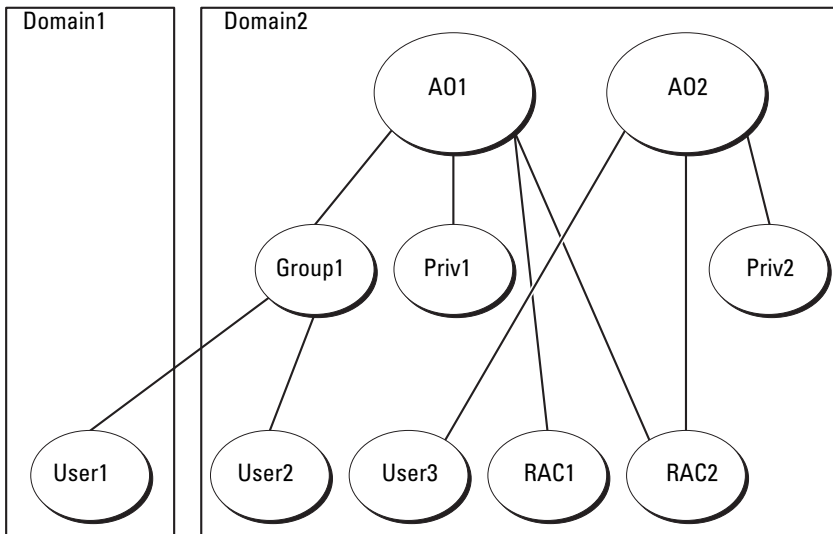 Domain1
Domain2
AO1
AO2
Group1
Priv1
Priv2
User1
User2
User3
RAC1
RAC2